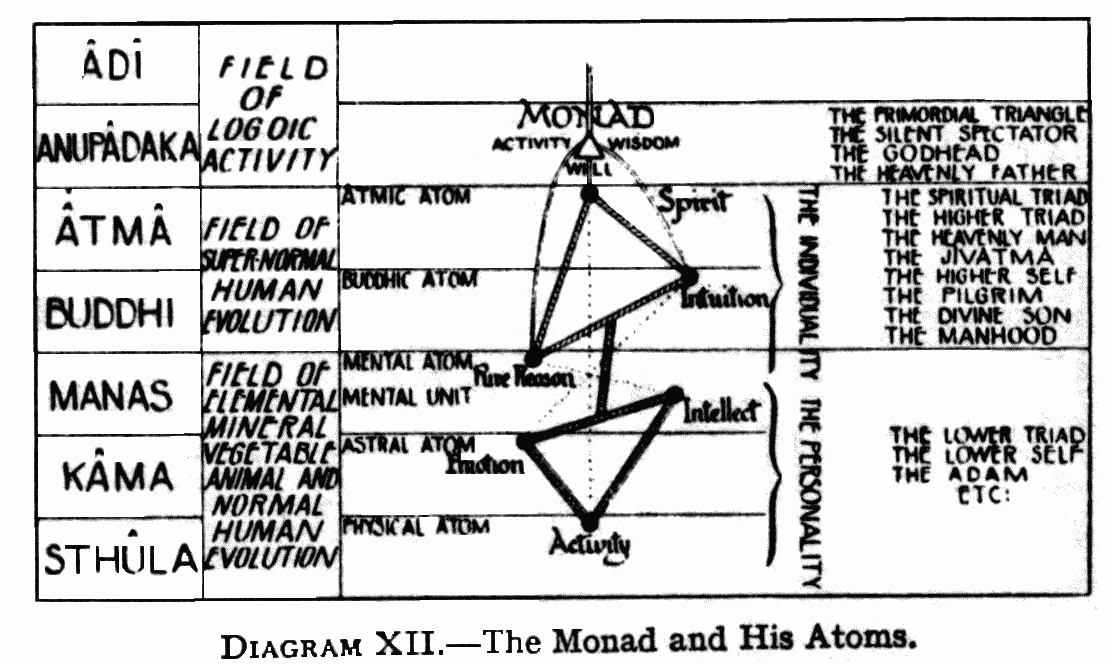 ÂDÎ
ANUPÂDAKA
ÂTMÂ
BUDDHI
MANAS
KÂMA
STHÛLA
FIELD
OF
LOGOIC
ACTIVITY
FIELD OF
SUPER-NORMAL
HUMAN
EVOLUTION
FIELD OF
ELEMENTAL
MINERAL
VEGETABLE
ANIMAL AND
NORMAL
HUMAN
EVOLUTION
MONAD
ACTIVITY WISDOM
WILL
ATMIC ATOM
Spirit
BUDDHIC ATOM
Intuition
MENTAL ATOM
Pure Reason
MENTAL UNIT
Intellect
ASTRAL ATOM
Emotion
PHYSICAL ATOM
Activity
THE INDIVIDUALITY
THE PERSONALITY
THE PRIMORDIAL TRIANGLE
THE SILENT SPECTATOR
THE GODHEAD
THE HEAVENLY FATHER
THE SPIRITUAL TRIAD
THE HIGHER TRIAD
THE HEAVENLY MAN
THE JIVATMA
THE HIGHER SELF
THE PILGRIM
THE DIVINE SON
THE MANHOOD
THE LOWER TRIAD
THE LOWER SELF
THE ADAM
ETC:
DIAGRAM XII.—The Monad and His Atoms.